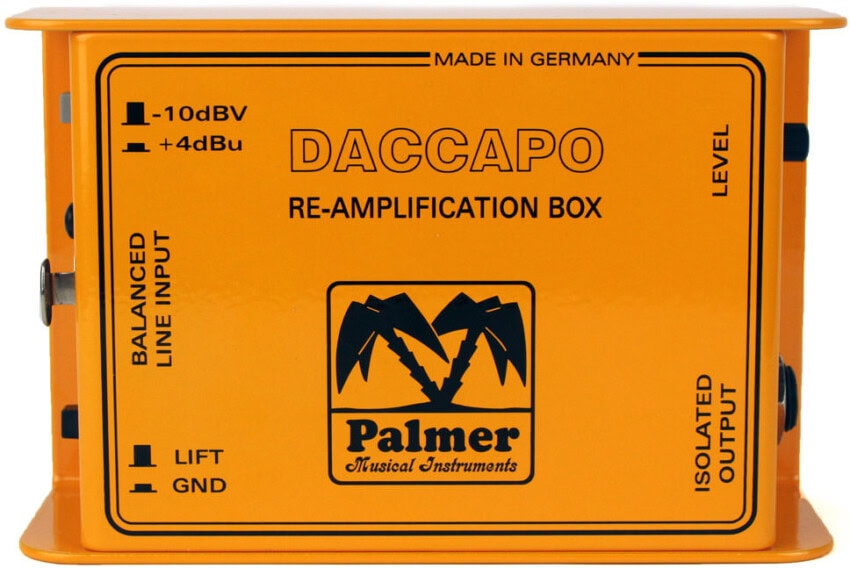 MADE IN GERMANY
-10dBV
+4dBu
DACCAPO
RE-AMPLIFICATION BOX
LEVEL
BALANCED
LINE INPUT
Palmer
Musical Instruments
LIFT
GND
ISOLATED
OUTPUT